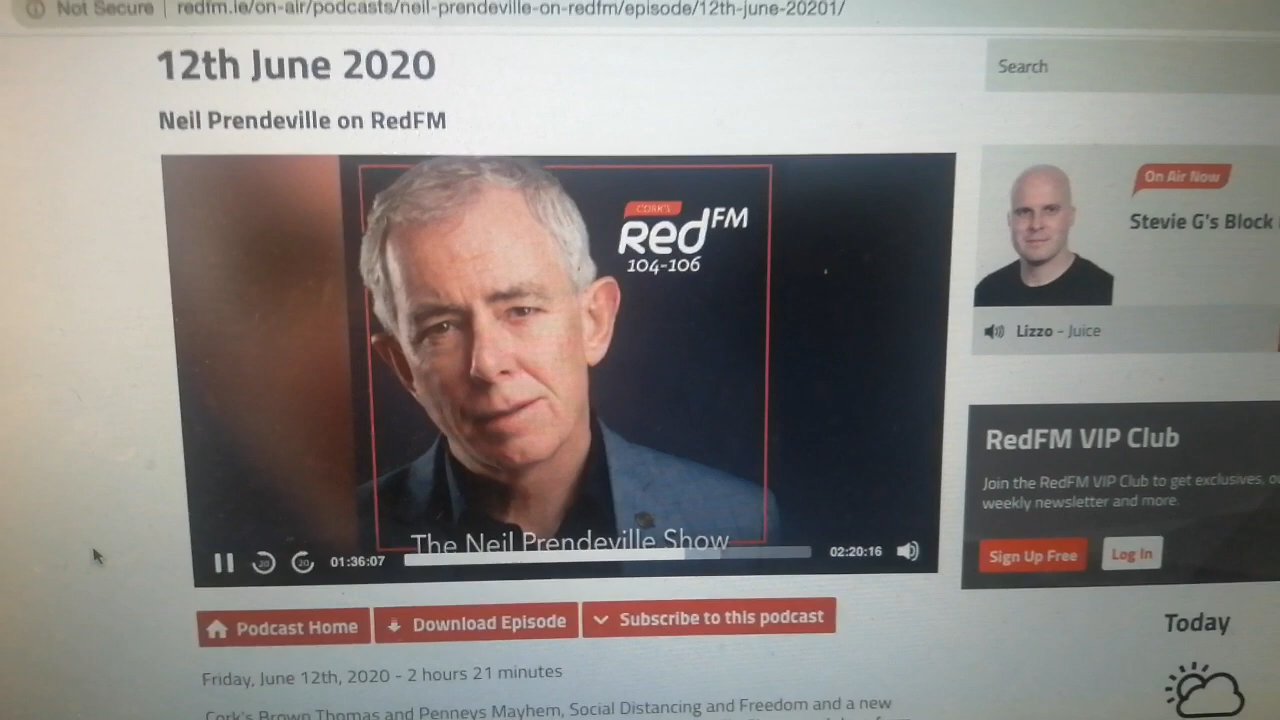 Not Secure | redfm.ie/on-air/podcasts/neil-prendeville-on-redfm/episode/12th-june-20201/
12th June 2020
Search
Neil Prendeville on RedFM
CORK'S
Red FM
104-106
On Air Now
Stevie G's Block
Lizzo - Juice
RedFM VIP Club
Join the RedFM VIP Club to get exclusives,
weekly newsletter and more.
The Neil Prendeville Show
20
20
01:36:07
02:20:16
Sign Up Free
Log In
Podcast Home
Download Episode
Subscribe to this podcast
Today
Friday, June 12th, 2020 - 2 hours 21 minutes
Cork's Brown Thomas and Penneys Mayhem, Social Distancing and Freedom and a new